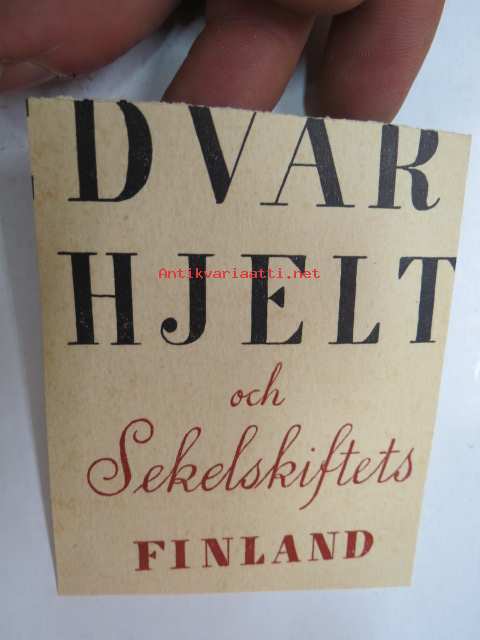 DVAR
HJELT
Antikvariaatti.net
och
Sekelskiftets
FINLAND